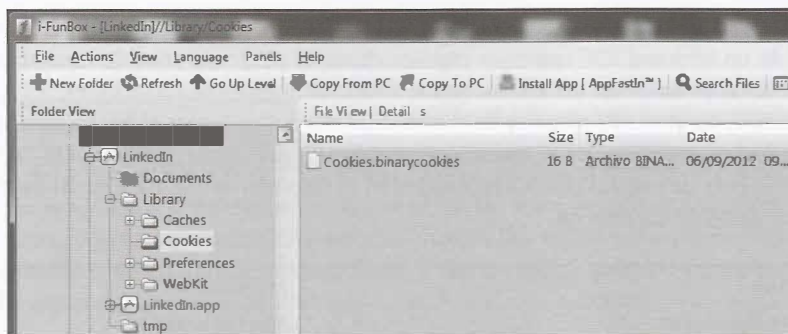 i-FunBox - [LinkedIn]//Library/Cookies
File Actions View Language Panels Help
New Folder Refresh Go Up Level Copy From PC Copy To PC Install App [ AppFastIn™ ] Search Files
Folder View
File View| Detail s
Name Size Type Date
Cookies.binarycookies 16 B Archivo BINA... 06/09/2012 09...
LinkedIn
Documents
Library
Caches
Cookies
Preferences
WebKit
LinkedIn.app
tmp